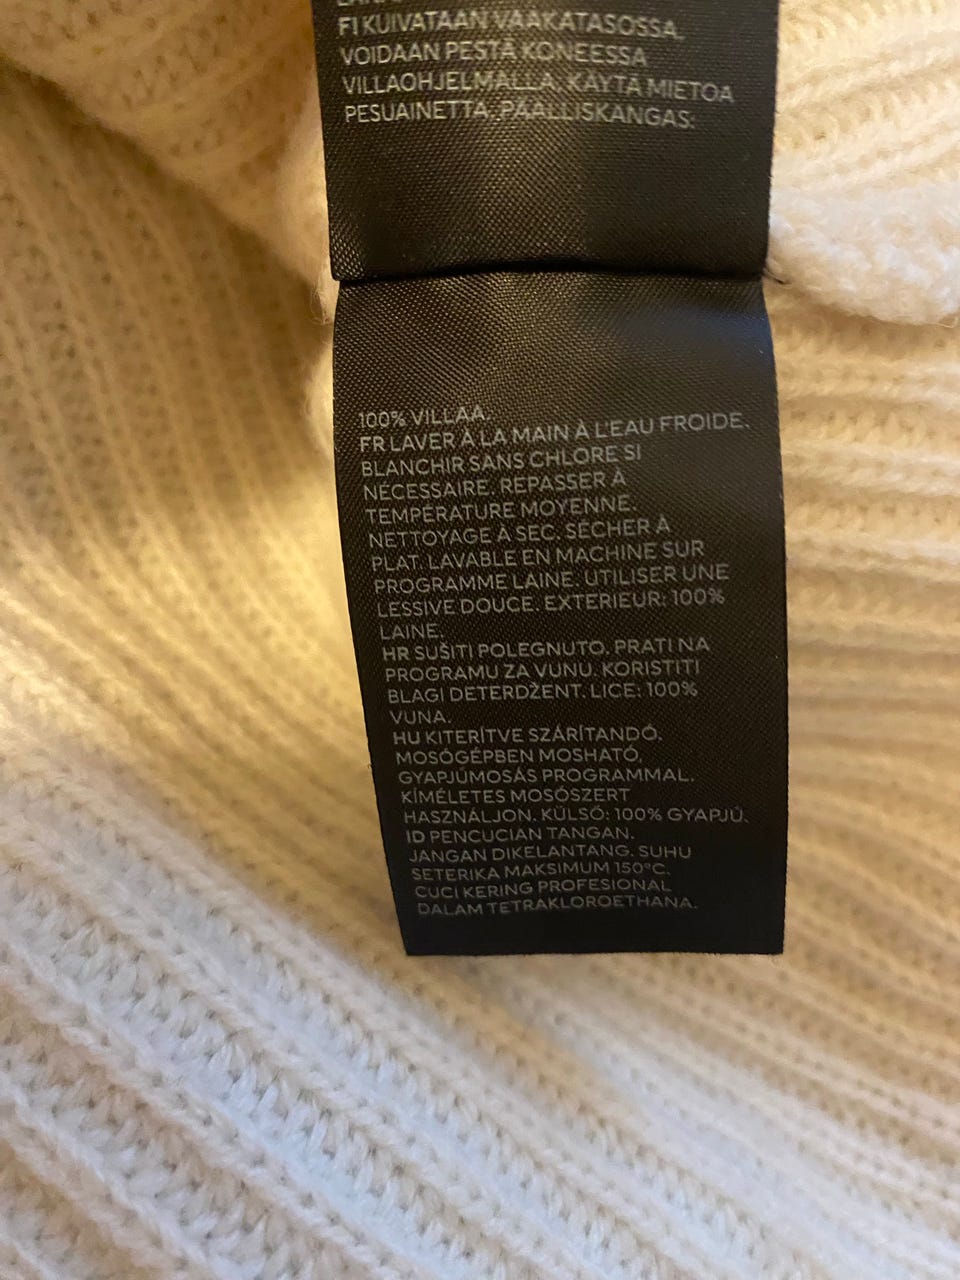 FI KUIVATAAN VAAKATASOSSA.
VOIDAAN PESTÄ KONEESSA
VILLAOHJELMALLA. KÄYTÄ MIETOA
PESUAINETTA. PÄÄLLISKANGAS:
100% VILLAA.
FR LAVER À LA MAIN À L'EAU FROIDE.
BLANCHIR SANS CHLORE SI
NÉCESSAIRE. REPASSER À
TEMPÉRATURE MOYENNE.
NETTOYAGE À SEC. SÉCHER À
PLAT. LAVABLE EN MACHINE SUR
PROGRAMME LAINE. UTILISER UNE
LESSIVE DOUCE. EXTERIEUR: 100%
LAINE.
HR SUŠITI POLEGNUTO. PRATI NA
PROGRAMU ZA VUNU. KORISTITI
BLAGI DETERDŽENT. LICE: 100%
VUNA.
HU KITERÍTVE SZÁRÍTANDÓ.
MOSÓGÉPBEN MOSHATÓ,
GYAPJÚMOSÁS PROGRAMMAL.
KÍMÉLETES MOSÓSZERT
HASZNÁLJON. KÜLSŐ: 100% GYAPJÚ.
ID PENCUCIAN TANGAN.
JANGAN DIKELANTANG. SUHU
SETERIKA MAKSIMUM 150°C.
CUCI KERING PROFESIONAL
DALAM TETRAKLOROETHANA.